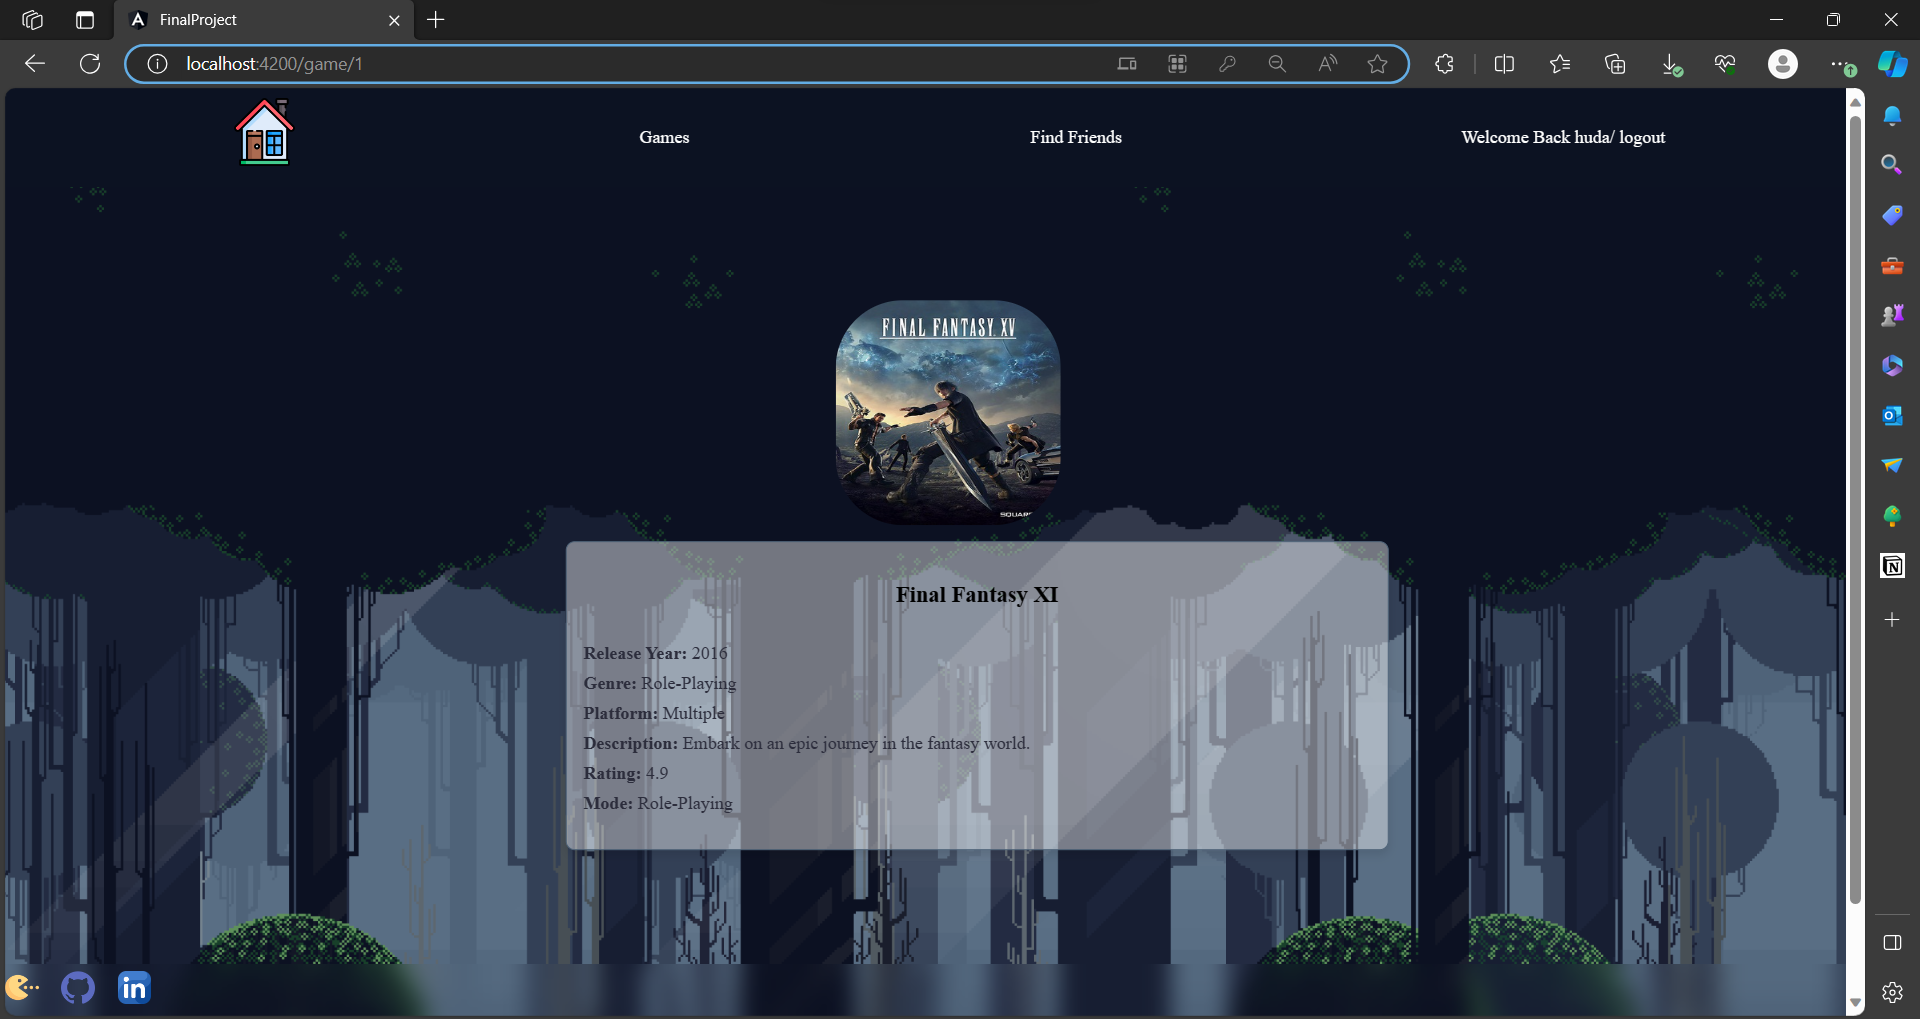 FinalProject
localhost:4200/game/1
Games
Find Friends
Welcome Back huda/ logout
FINAL FANTASY XV
SQUARE
Final Fantasy XI
Release Year: 2016
Genre: Role-Playing
Platform: Multiple
Description: Embark on an epic journey in the fantasy world.
Rating: 4.9
Mode: Role-Playing
in